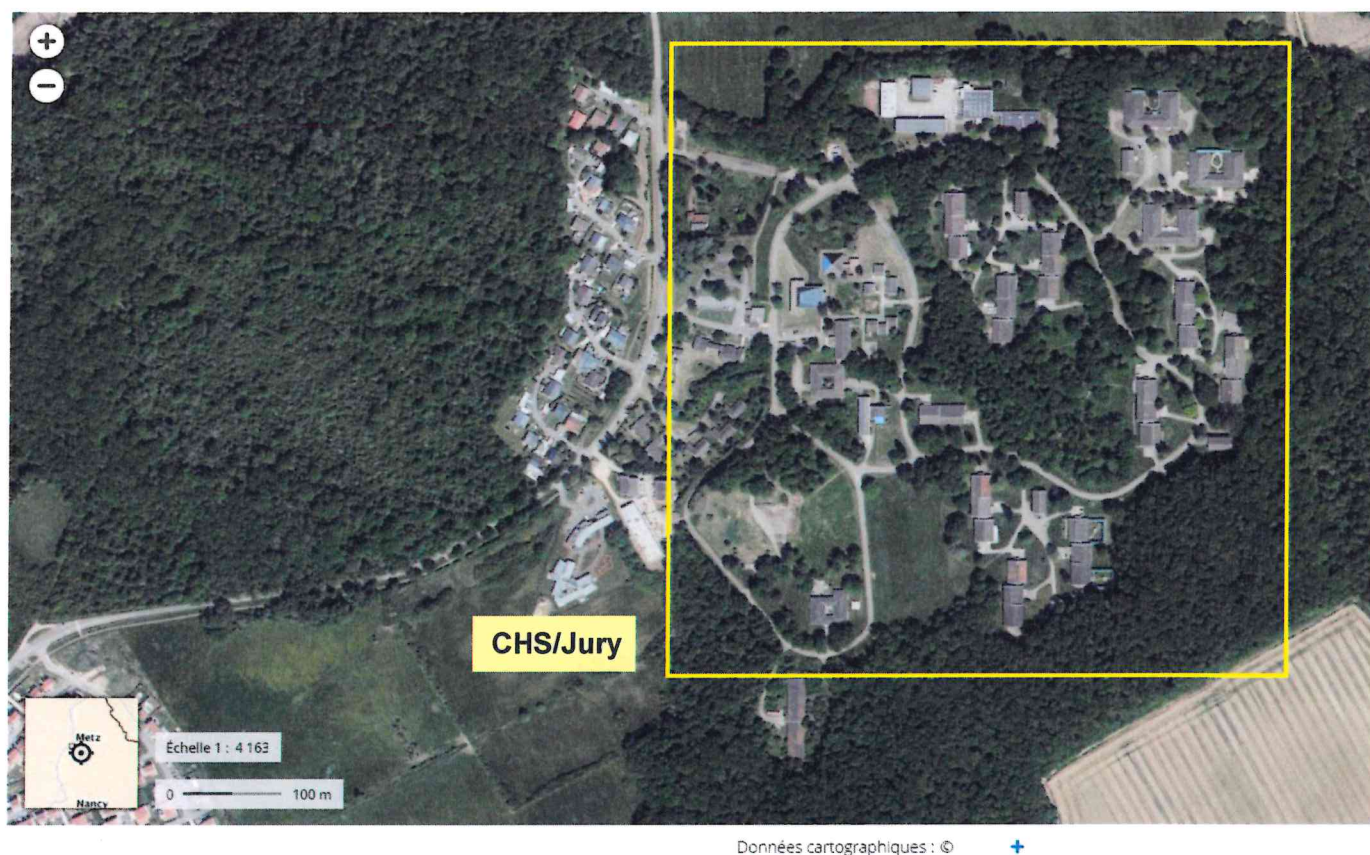 +
−
CHS/Jury
Metz
Nancy
Échelle 1 : 4 163
0 100 m
Données cartographiques : © +